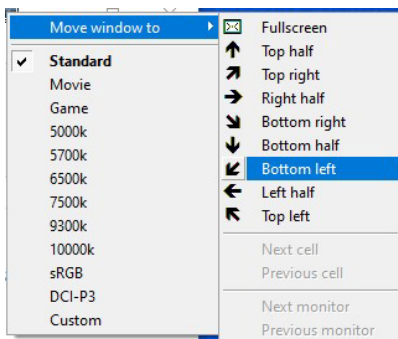 Move window to
Standard
Movie
Game
5000k
5700k
6500k
7500k
9300k
10000k
sRGB
DCI-P3
Custom
Fullscreen
Top half
Top right
Right half
Bottom right
Bottom half
Bottom left
Left half
Top left
Next cell
Previous cell
Next monitor
Previous monitor